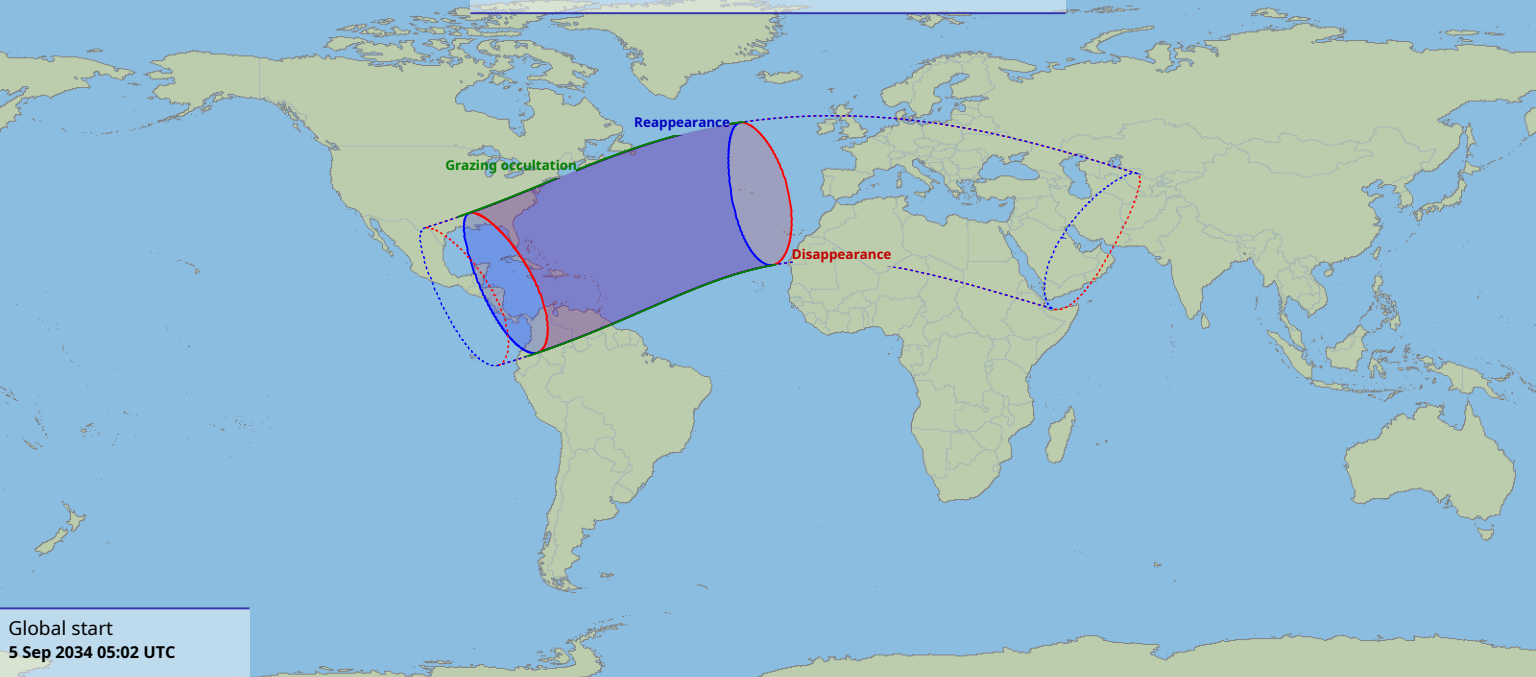 Reappearance
Grazing occultation
Disappearance
Global start
5 Sep 2034 05:02 UTC